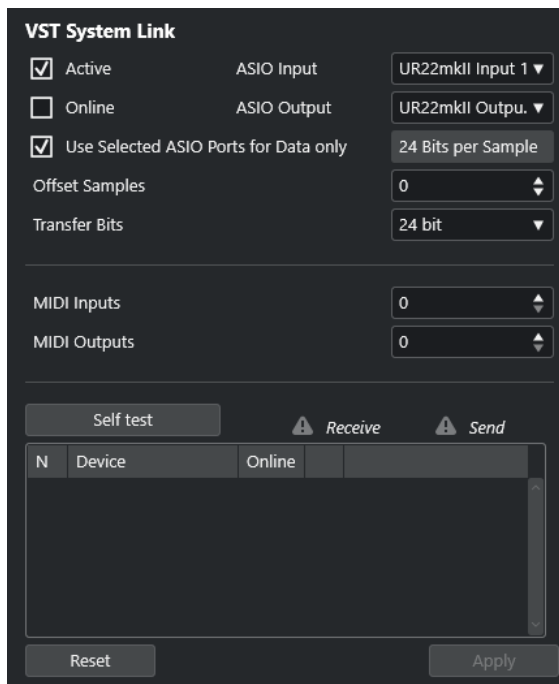 VST System Link
Active ASIO Input UR22mkII Input 1
Online ASIO Output UR22mkII Outpu.
Use Selected ASIO Ports for Data only 24 Bits per Sample
Offset Samples 0
Transfer Bits 24 bit
MIDI Inputs 0
MIDI Outputs 0
Self test Receive Send
N Device Online
Reset Apply